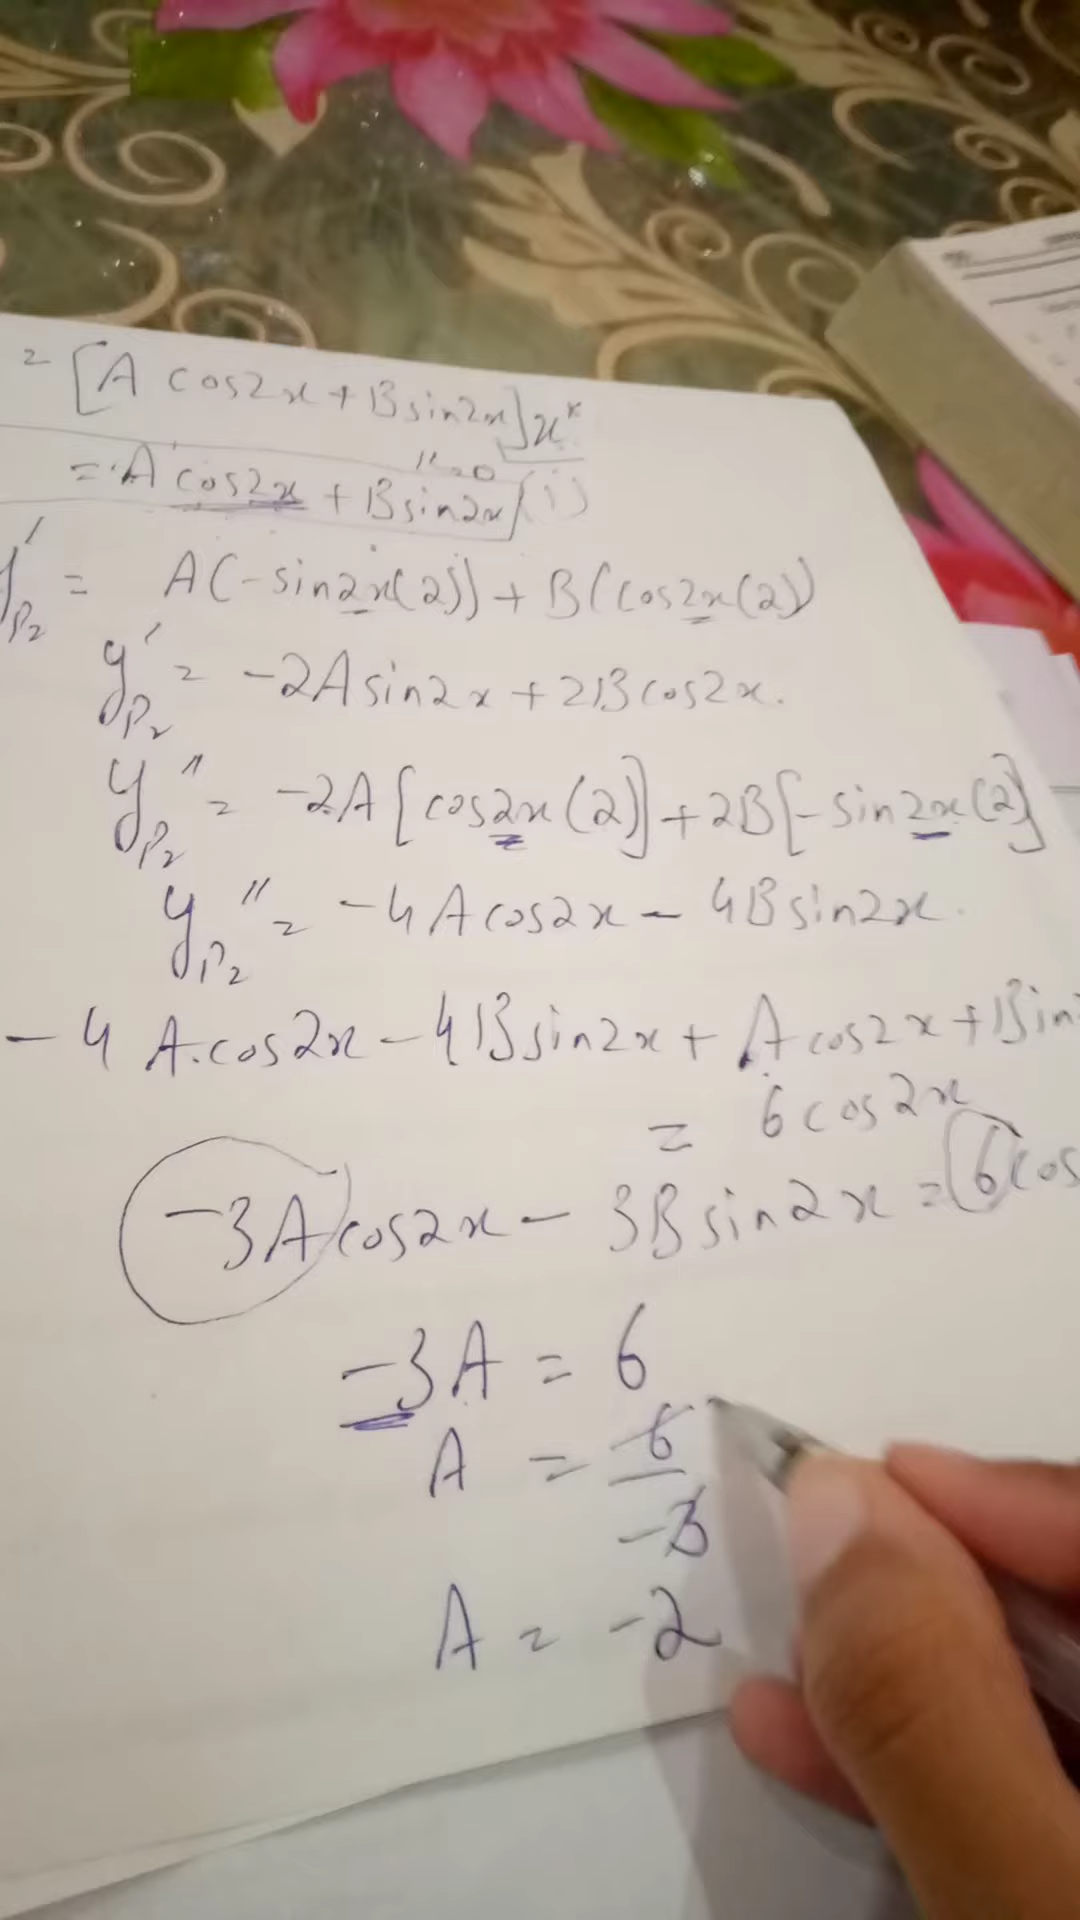 = [A cos2x + B sin2x] x^k
k=0
= A cos2x + B sin2x (i)
y'p₂ = A(-sin2x(2)) + B(cos2x(2))
y'p₂ = -2A sin2x + 2B cos2x.
y''p₂ = -2A [cos2x (2)] + 2B[-sin2x(2)]
y''p₂ = -4A cos2x - 4B sin2x.
-4 A.cos2x - 4B sin2x + A cos2x + B sin
= 6 cos2x
-3A cos2x - 3B sin2x = 6 cos
-3A = 6
A = 6
-3
A = -2